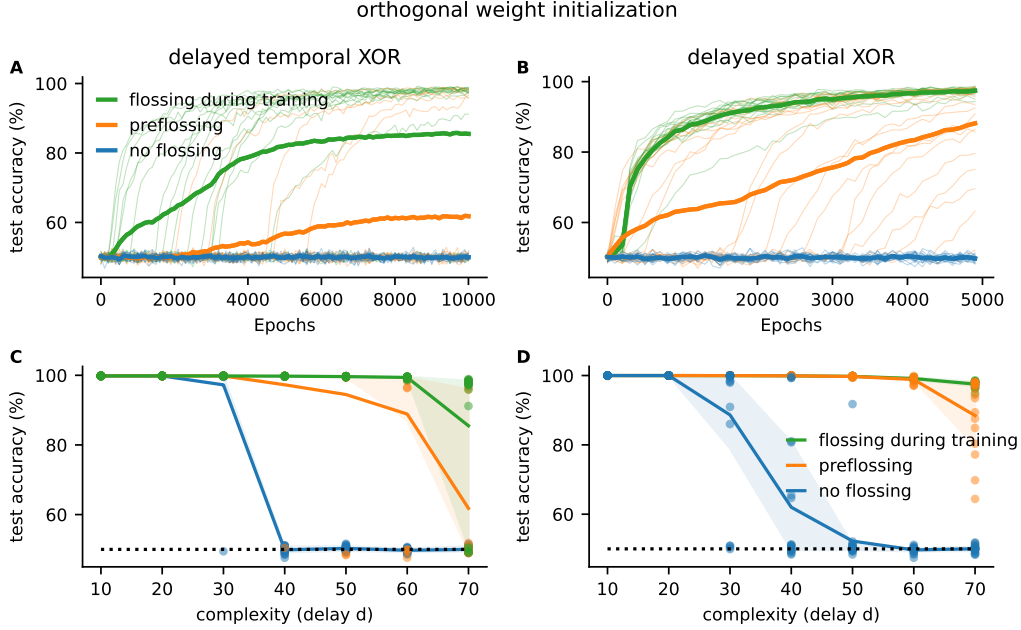 orthogonal weight initialization
A
delayed temporal XOR
100
80
60
test accuracy (%)
flossing during training
preflossing
no flossing
0 2000 4000 6000 8000 10000
Epochs
B
delayed spatial XOR
100
80
60
test accuracy (%)
0 1000 2000 3000 4000 5000
Epochs
C
100
80
60
test accuracy (%)
10 20 30 40 50 60 70
complexity (delay d)
D
100
80
60
test accuracy (%)
flossing during training
preflossing
no flossing
10 20 30 40 50 60 70
complexity (delay d)